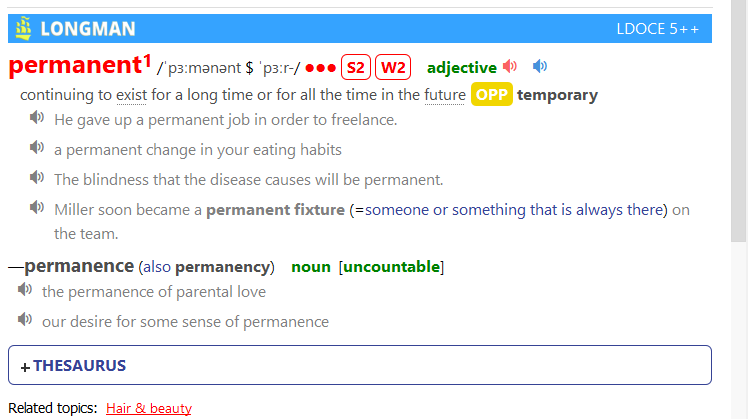 LONGMAN LDOCE 5++
permanent1 /ˈpɜːmənənt $ ˈpɜːr-/ ●●● S2 W2 adjective
continuing to exist for a long time or for all the time in the future OPP temporary
He gave up a permanent job in order to freelance.
a permanent change in your eating habits
The blindness that the disease causes will be permanent.
Miller soon became a permanent fixture (=someone or something that is always there) on
the team.
—permanence (also permanency) noun [uncountable]
the permanence of parental love
our desire for some sense of permanence
+THESAURUS
Related topics: Hair & beauty